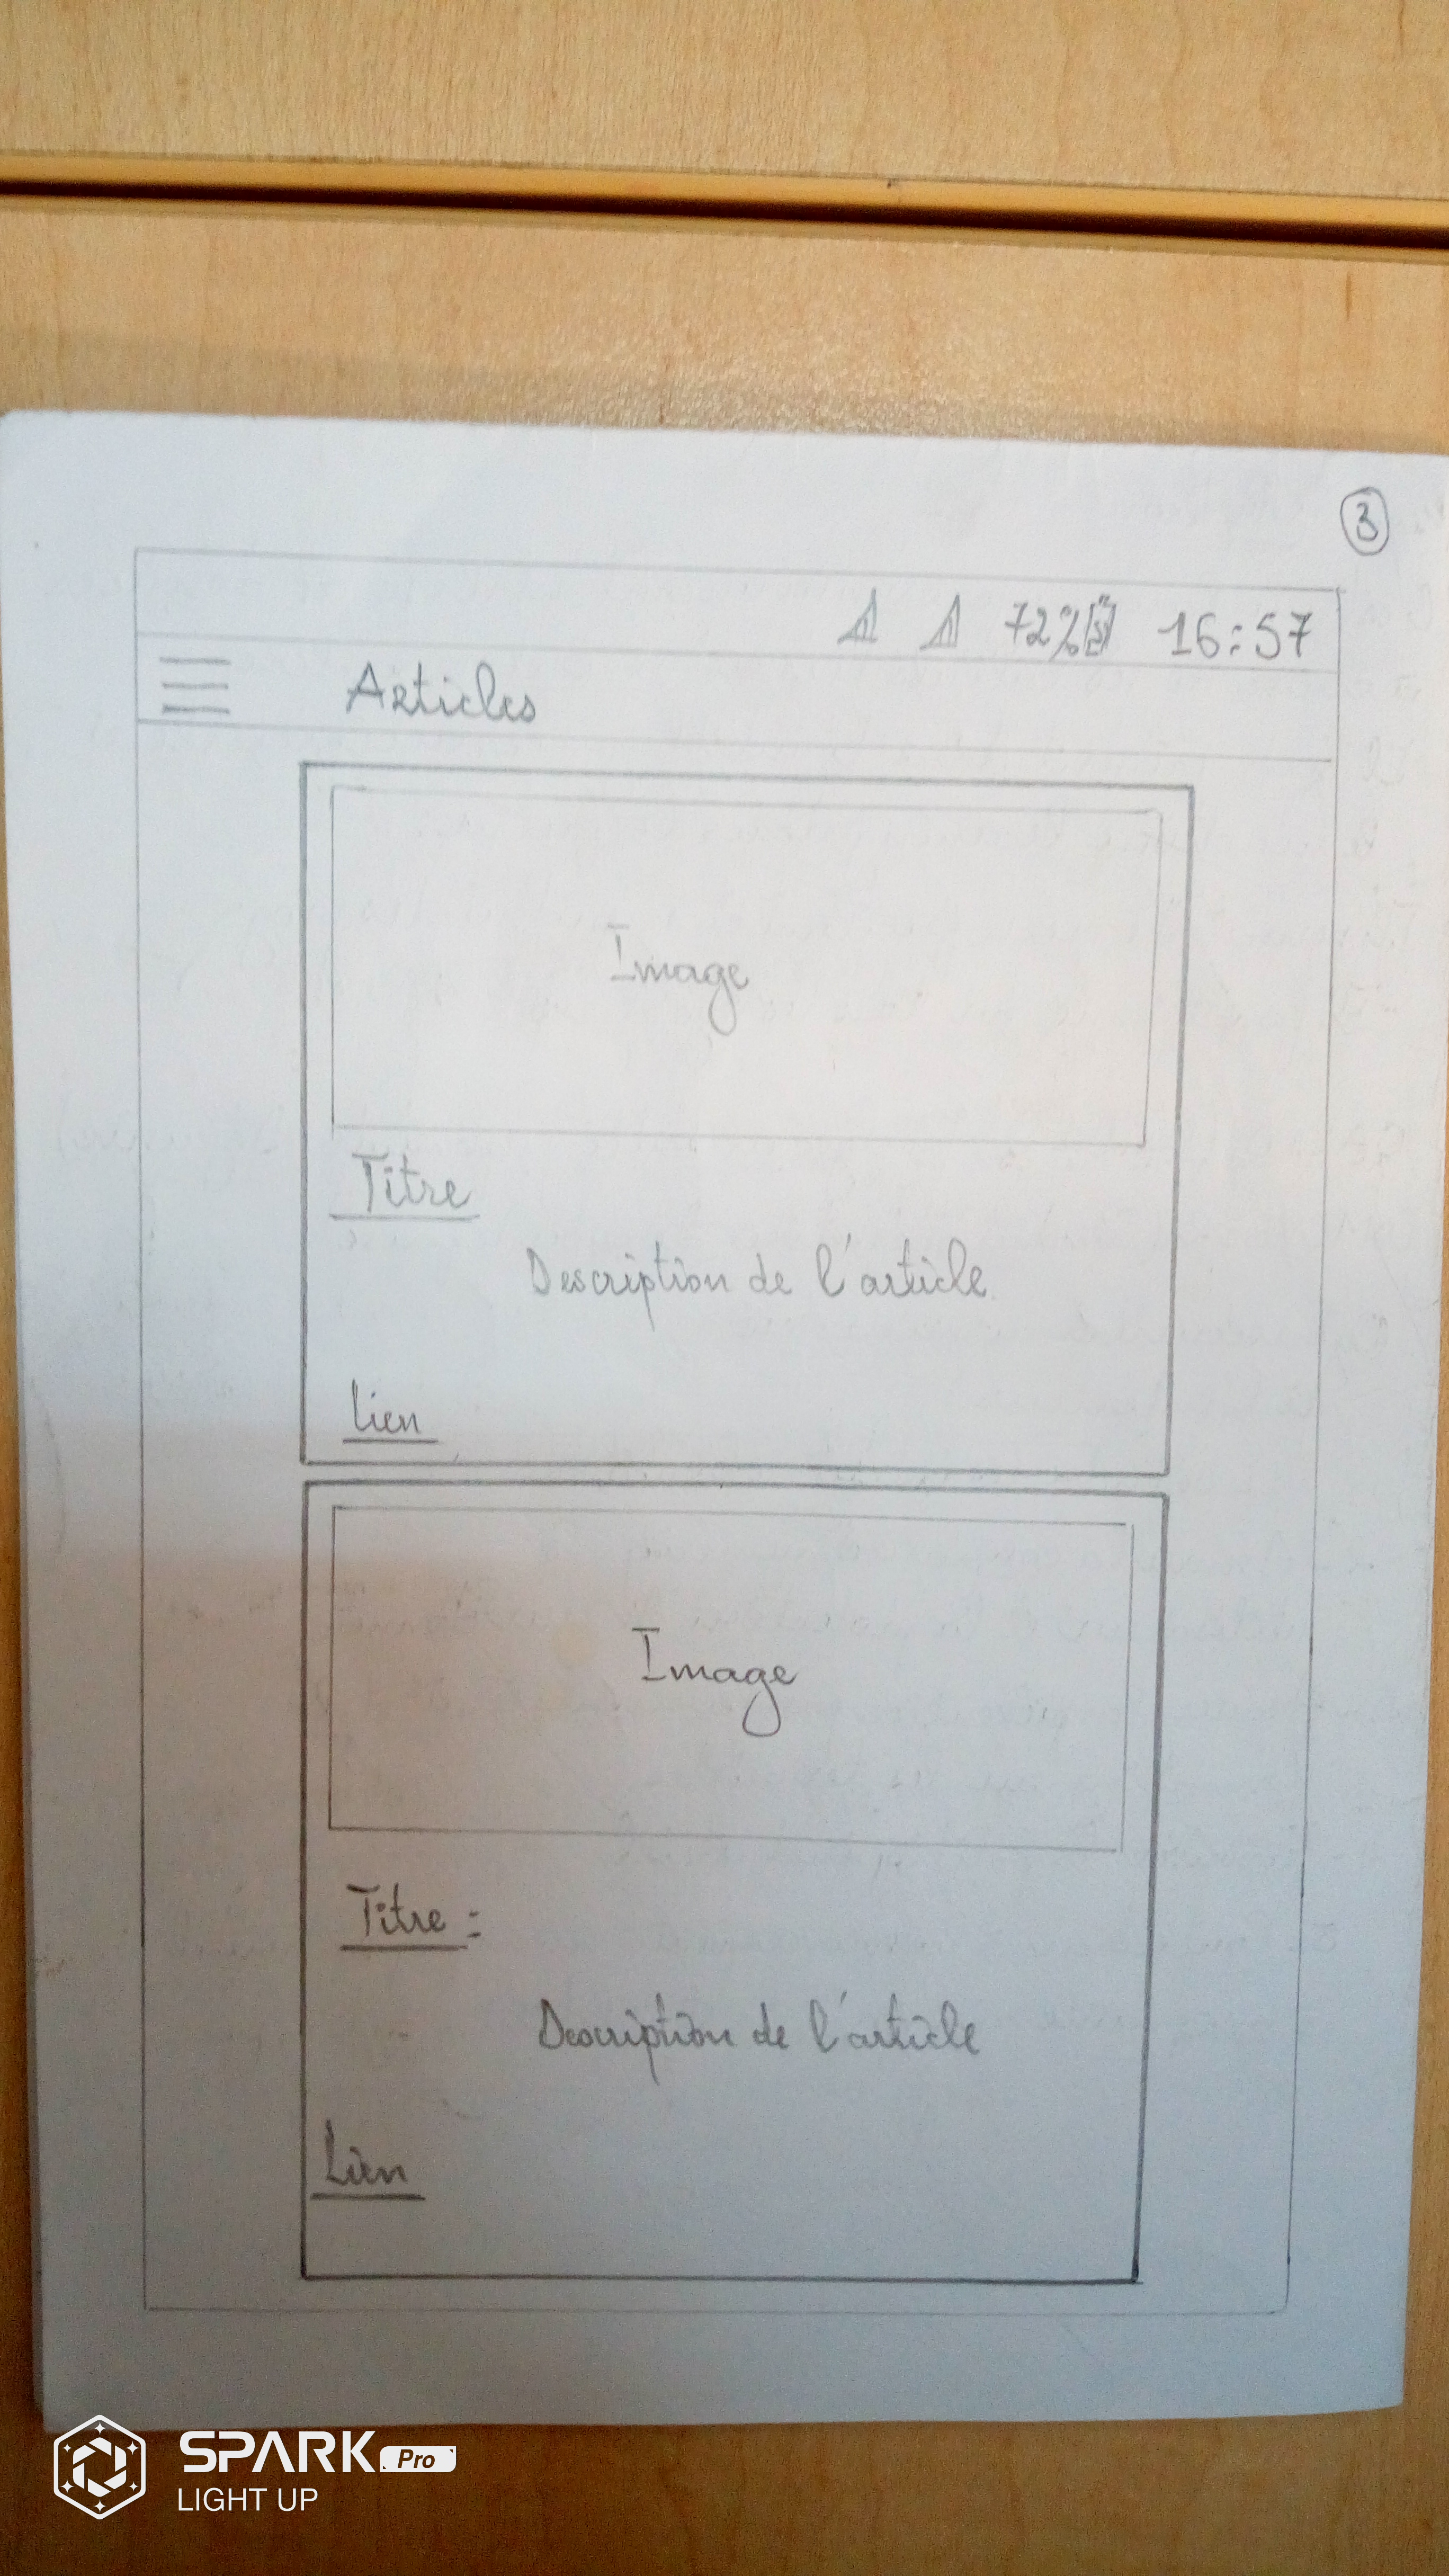 3
72% 16:57
Articles
Image
Titre
Description de l'article
Lien
Image
Titre :
Description de l'article
Lien
SPARK Pro
LIGHT UP